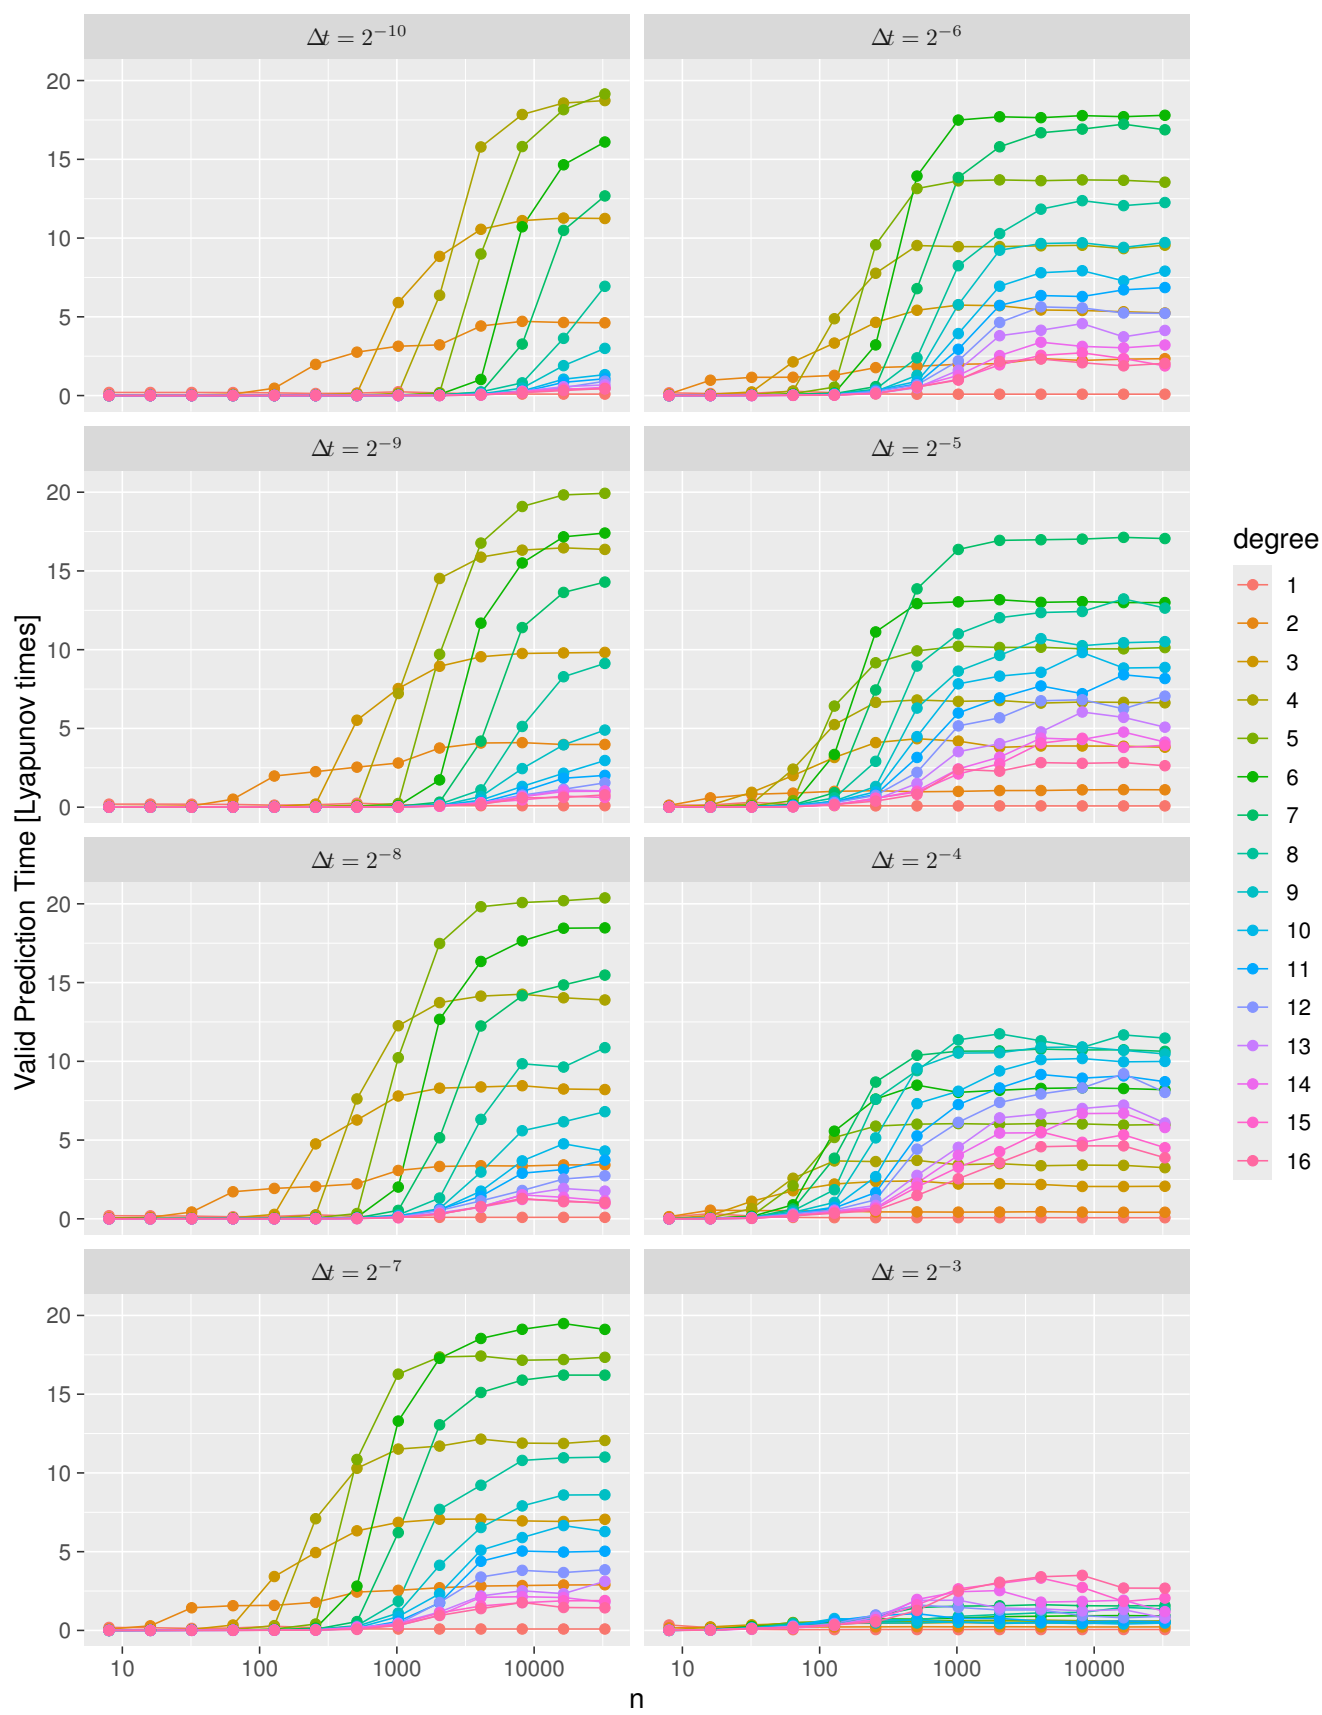 Δt = 2⁻¹⁰
Δt = 2⁻⁶
20
15
10
5
0
Δt = 2⁻⁹
Δt = 2⁻⁵
20
15
10
5
0
Δt = 2⁻⁸
Δt = 2⁻⁴
20
15
10
5
0
Δt = 2⁻⁷
Δt = 2⁻³
20
15
10
5
0
10 100 1000 10000
10 100 1000 10000
n
Valid Prediction Time [Lyapunov times]
degree
1
2
3
4
5
6
7
8
9
10
11
12
13
14
15
16